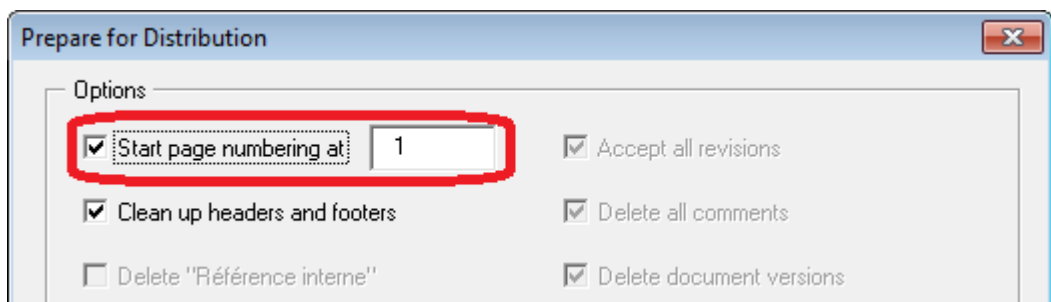 Prepare for Distribution
Options
Start page numbering at 1
Accept all revisions
Clean up headers and footers
Delete all comments
Delete "Référence interne"
Delete document versions